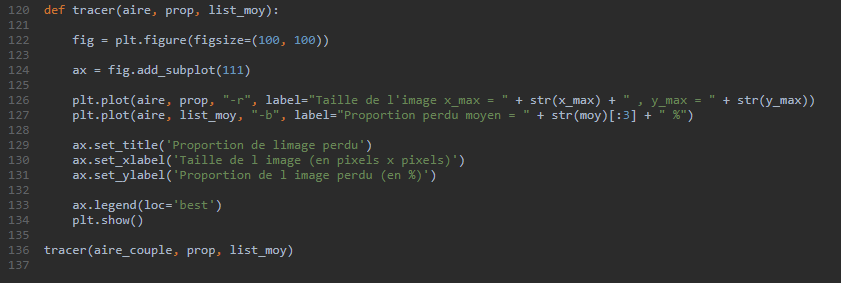 120 def tracer(aire, prop, list_moy):
121
122     fig = plt.figure(figsize=(100, 100))
123
124     ax = fig.add_subplot(111)
125
126     plt.plot(aire, prop, "-r", label="Taille de l'image x_max = " + str(x_max) + " , y_max = " + str(y_max))
127     plt.plot(aire, list_moy, "-b", label="Proportion perdu moyen = " + str(moy)[:3] + " %")
128
129     ax.set_title('Proportion de limage perdu')
130     ax.set_xlabel('Taille de l image (en pixels x pixels)')
131     ax.set_ylabel('Proportion de l image perdu (en %)')
132
133     ax.legend(loc='best')
134     plt.show()
135
136 tracer(aire_couple, prop, list_moy)
137